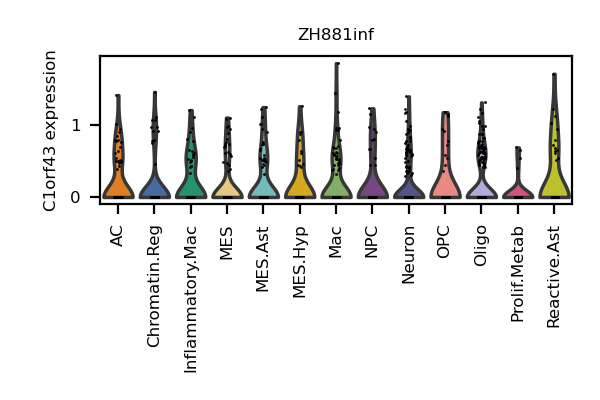 ZH881inf
C1orf43 expression
1
0
AC
Chromatin.Reg
Inflammatory.Mac
MES
MES.Ast
MES.Hyp
Mac
NPC
Neuron
OPC
Oligo
Prolif.Metab
Reactive.Ast